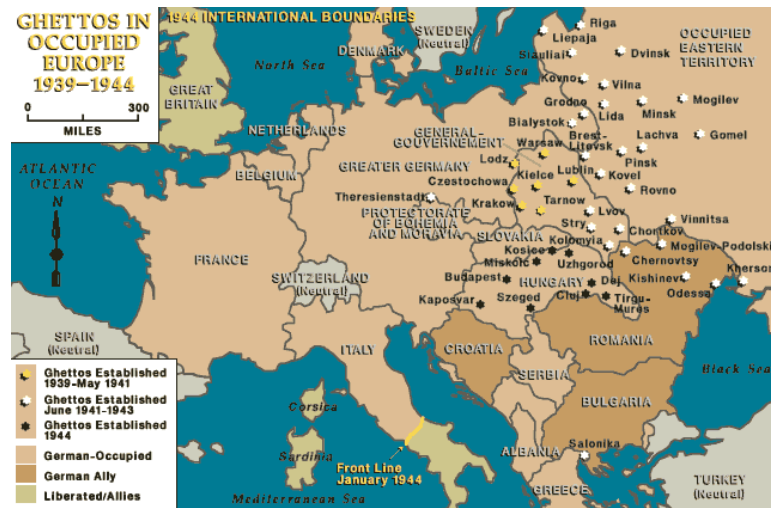 GHETTOS IN
OCCUPIED
EUROPE
1939–1944
0 300
MILES
1944 INTERNATIONAL BOUNDARIES
SWEDEN
(Neutral)
DENMARK
North Sea
Baltic Sea
GREAT
BRITAIN
NETHERLANDS
BELGIUM
ATLANTIC
OCEAN
N
FRANCE
SWITZERLAND
(Neutral)
SPAIN
(Neutral)
ITALY
Corsica
Sardinia
Mediterranean Sea
Front Line
January 1944
Riga
Liepaja
Siauliai
Dvinsk
OCCUPIED
EASTERN
TERRITORY
Kovno
Vilna
Grodno
Lida
Minsk
Mogilev
Bialystok
Brest-
Litovsk
Lachva
Gomel
Pinsk
GENERAL-
GOUVERNEMENT
Warsaw
GREATER GERMANY
Lodz
Kielce
Lublin
Kovel
Czestochowa
Rovno
Theresienstadt
Krakow
Tarnow
Lvov
PROTECTORATE
OF BOHEMIA
AND MORAVIA
Stry
Vinnitsa
Chortkov
SLOVAKIA
Kolomyia
Mogilev-Podolski
Kosice
Miskolc
Uzhgorod
Chernovtsy
Budapest
HUNGARY
Dej
Kishinev
Kherson
Kaposvar
Szeged
Cluj
Tirgu-
Mures
Odessa
CROATIA
ROMANIA
SERBIA
Black Sea
BULGARIA
ALBANIA
Salonika
GREECE
TURKEY
(Neutral)
Ghettos Established
1939-May 1941
Ghettos Established
June 1941-1943
Ghettos Established
1944
German-Occupied
German Ally
Liberated/Allies